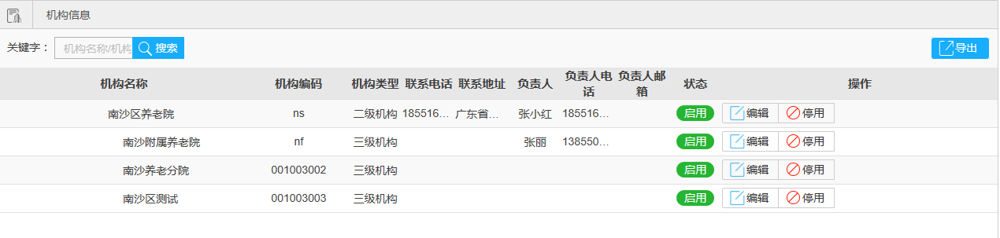 机构信息
关键字： 机构名称/机构 搜索 导出
机构名称 机构编码 机构类型 联系电话 联系地址 负责人 负责人电话 负责人邮箱 状态 操作
南沙区养老院 ns 二级机构 185516... 广东省... 张小红 185516... 启用 编辑 停用
南沙附属养老院 nf 三级机构 张丽 138550... 启用 编辑 停用
南沙养老分院 001003002 三级机构 启用 编辑 停用
南沙区测试 001003003 三级机构 启用 编辑 停用